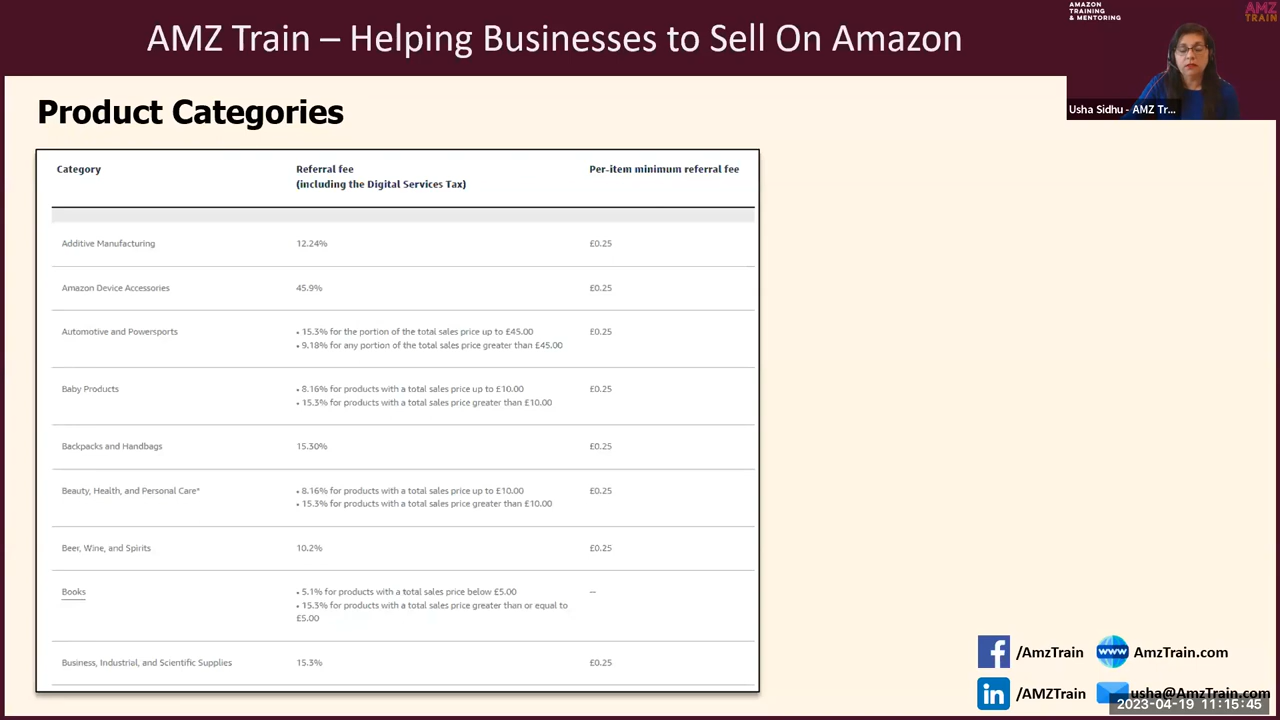 AMZ Train – Helping Businesses to Sell On Amazon
AMAZON
TRAINING
& MENTORING
AMZ
TRAIN
Usha Sidhu - AMZ Tr...
Product Categories
Category Referral fee Per-item minimum referral fee
(including the Digital Services Tax)
Additive Manufacturing 12.24% £0.25
Amazon Device Accessories 45.9% £0.25
Automotive and Powersports • 15.3% for the portion of the total sales price up to £45.00 £0.25
• 9.18% for any portion of the total sales price greater than £45.00
Baby Products • 8.16% for products with a total sales price up to £10.00 £0.25
• 15.3% for products with a total sales price greater than £10.00
Backpacks and Handbags 15.30% £0.25
Beauty, Health, and Personal Care* • 8.16% for products with a total sales price up to £10.00 £0.25
• 15.3% for products with a total sales price greater than £10.00
Beer, Wine, and Spirits 10.2% £0.25
Books • 5.1% for products with a total sales price below £5.00 --
• 15.3% for products with a total sales price greater than or equal to
£5.00
Business, Industrial, and Scientific Supplies 15.3% £0.25
f /AmzTrain www AmzTrain.com
in /AMZTrain usha@AmzTrain.com
2023-04-19 11:15:45